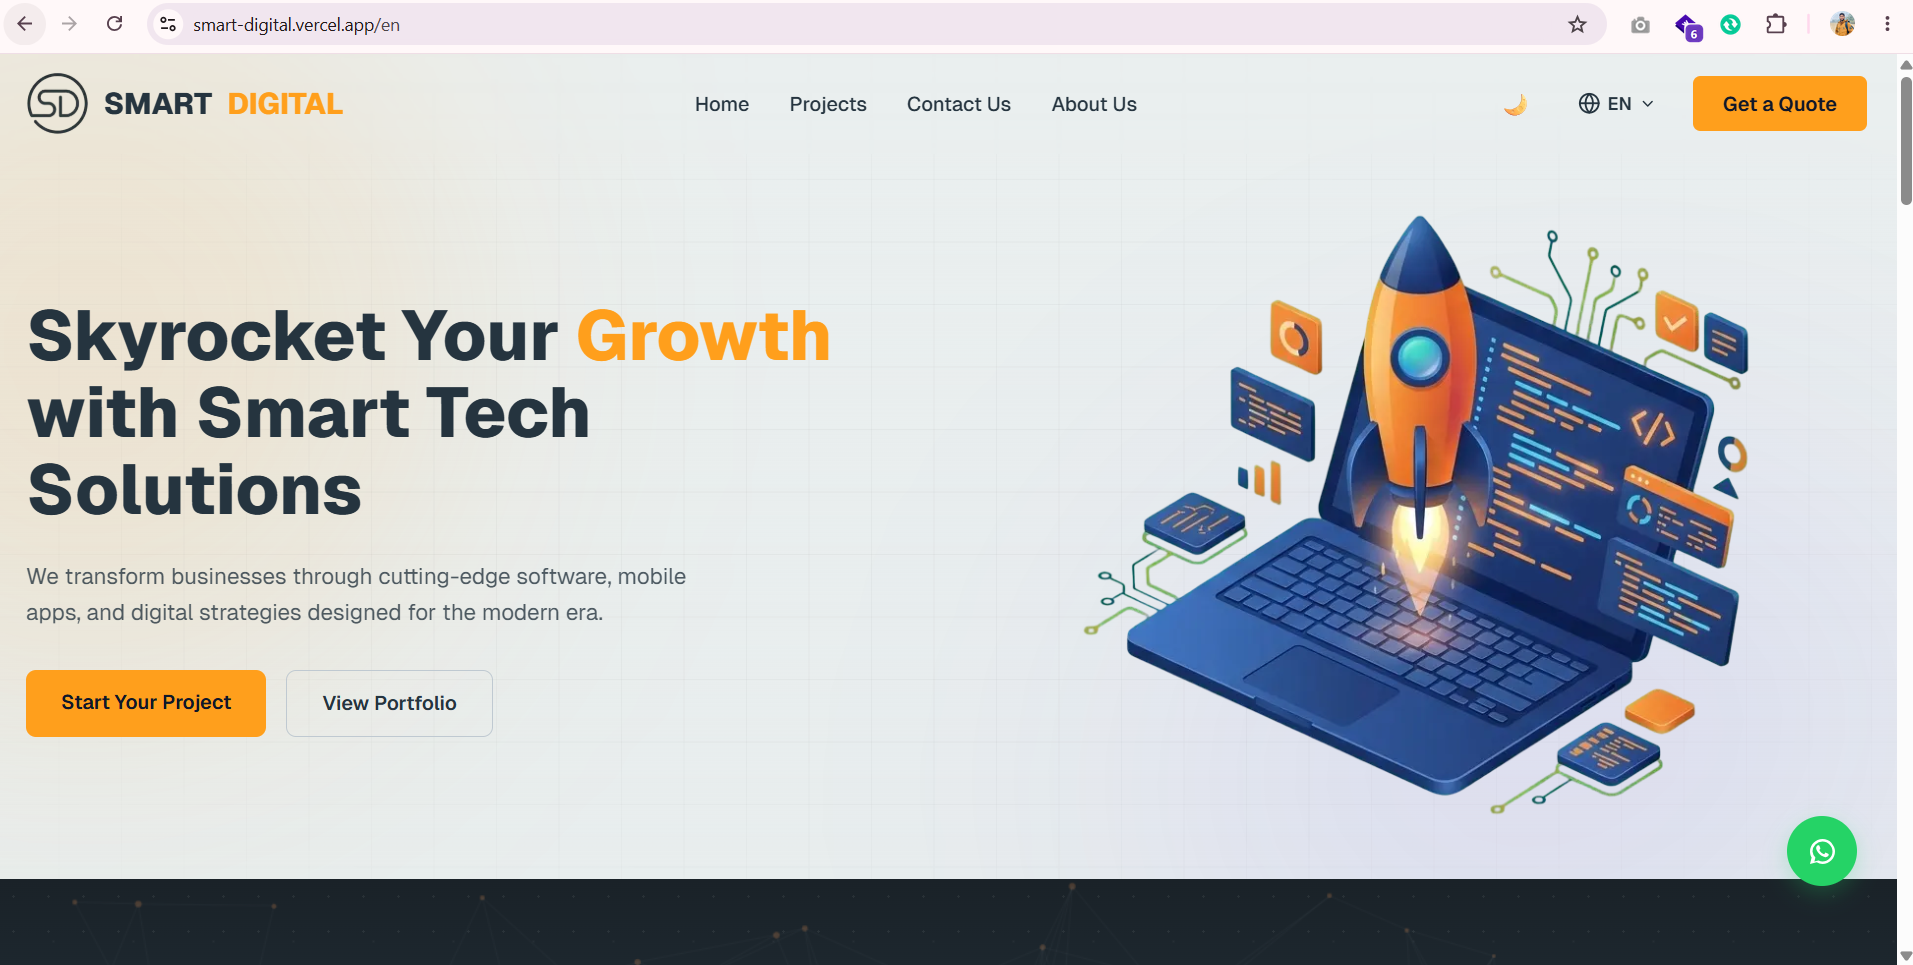 smart-digital.vercel.app/en
6
SD SMART DIGITAL
Home Projects Contact Us About Us
EN
Get a Quote
Skyrocket Your Growth
with Smart Tech
Solutions
We transform businesses through cutting-edge software, mobile
apps, and digital strategies designed for the modern era.
Start Your Project
View Portfolio
</>